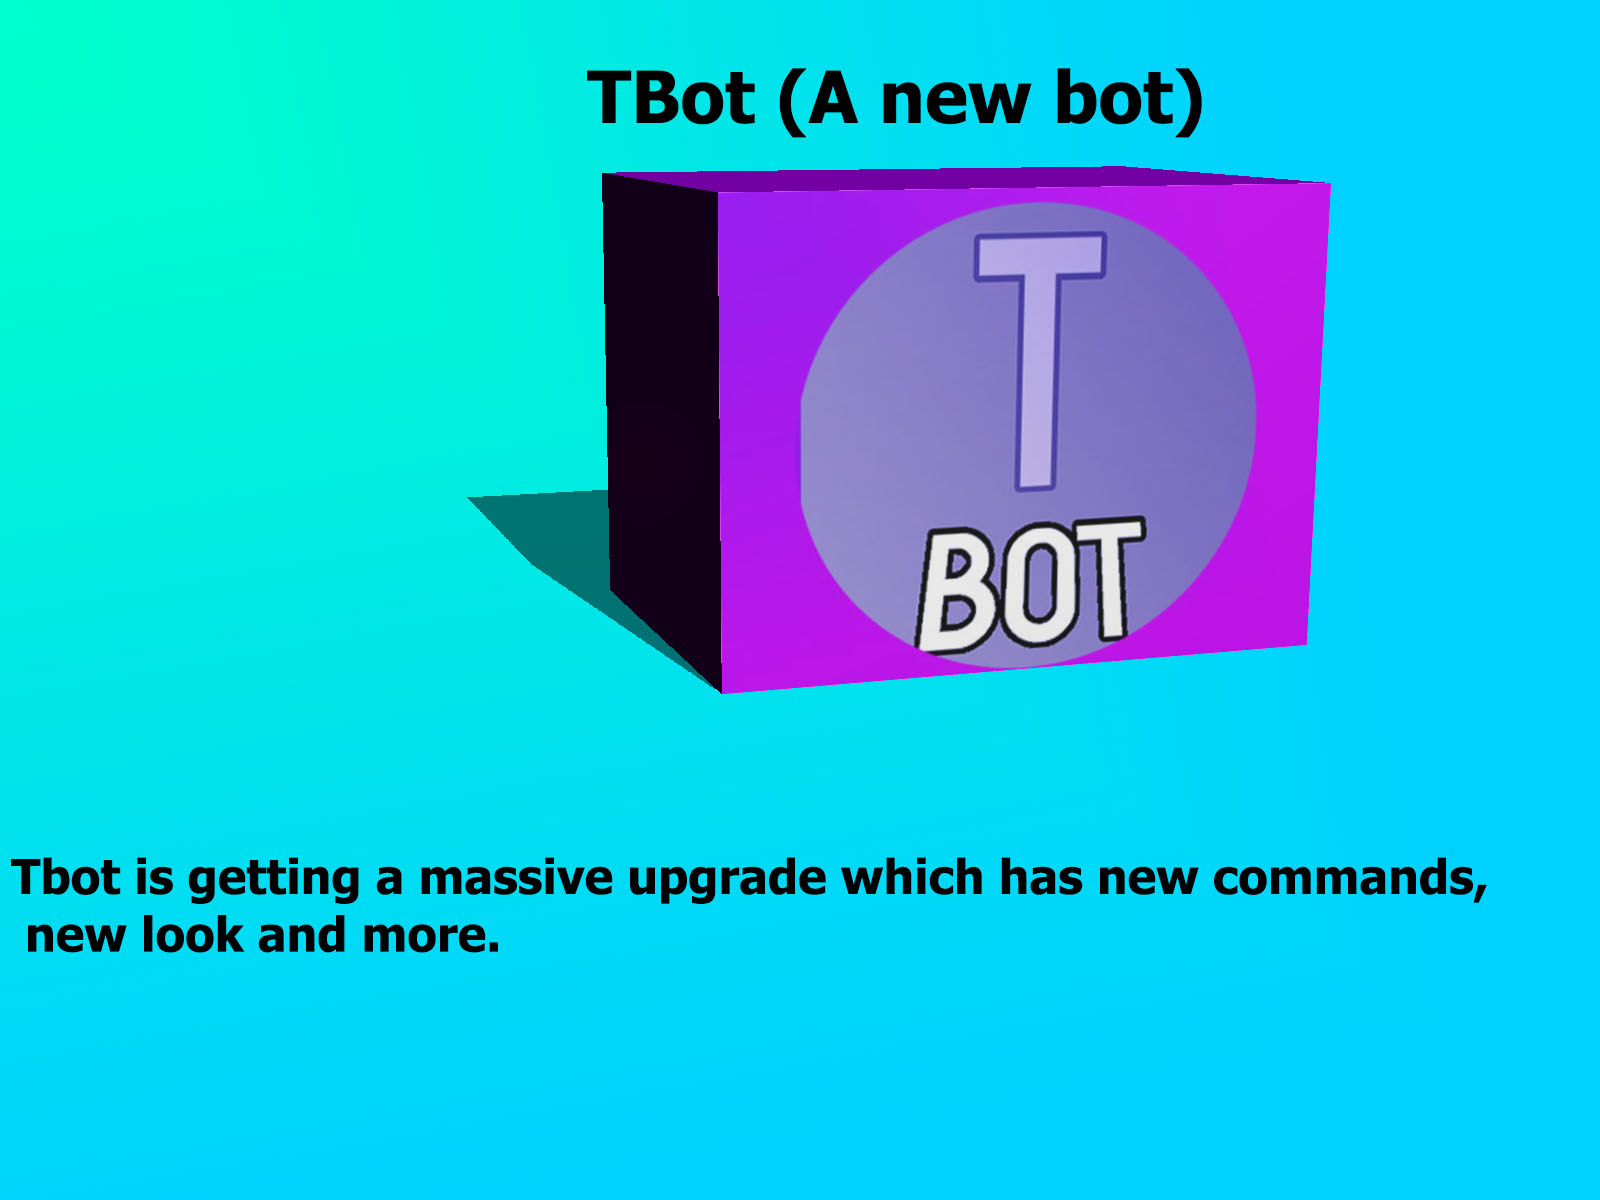 TBot (A new bot)
T
BOT
Tbot is getting a massive upgrade which has new commands,
new look and more.